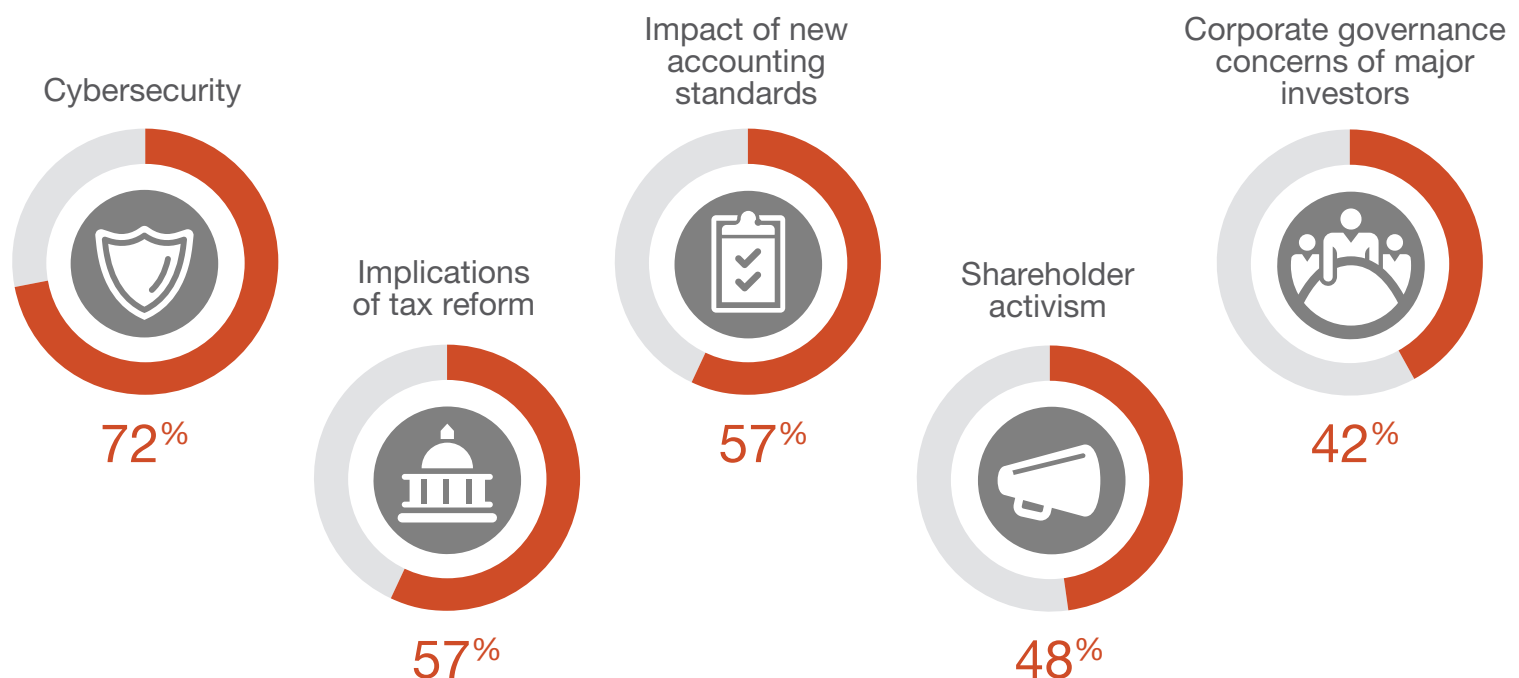 Cybersecurity
72%
Implications
of tax reform
57%
Impact of new
accounting
standards
57%
Shareholder
activism
48%
Corporate governance
concerns of major
investors
42%